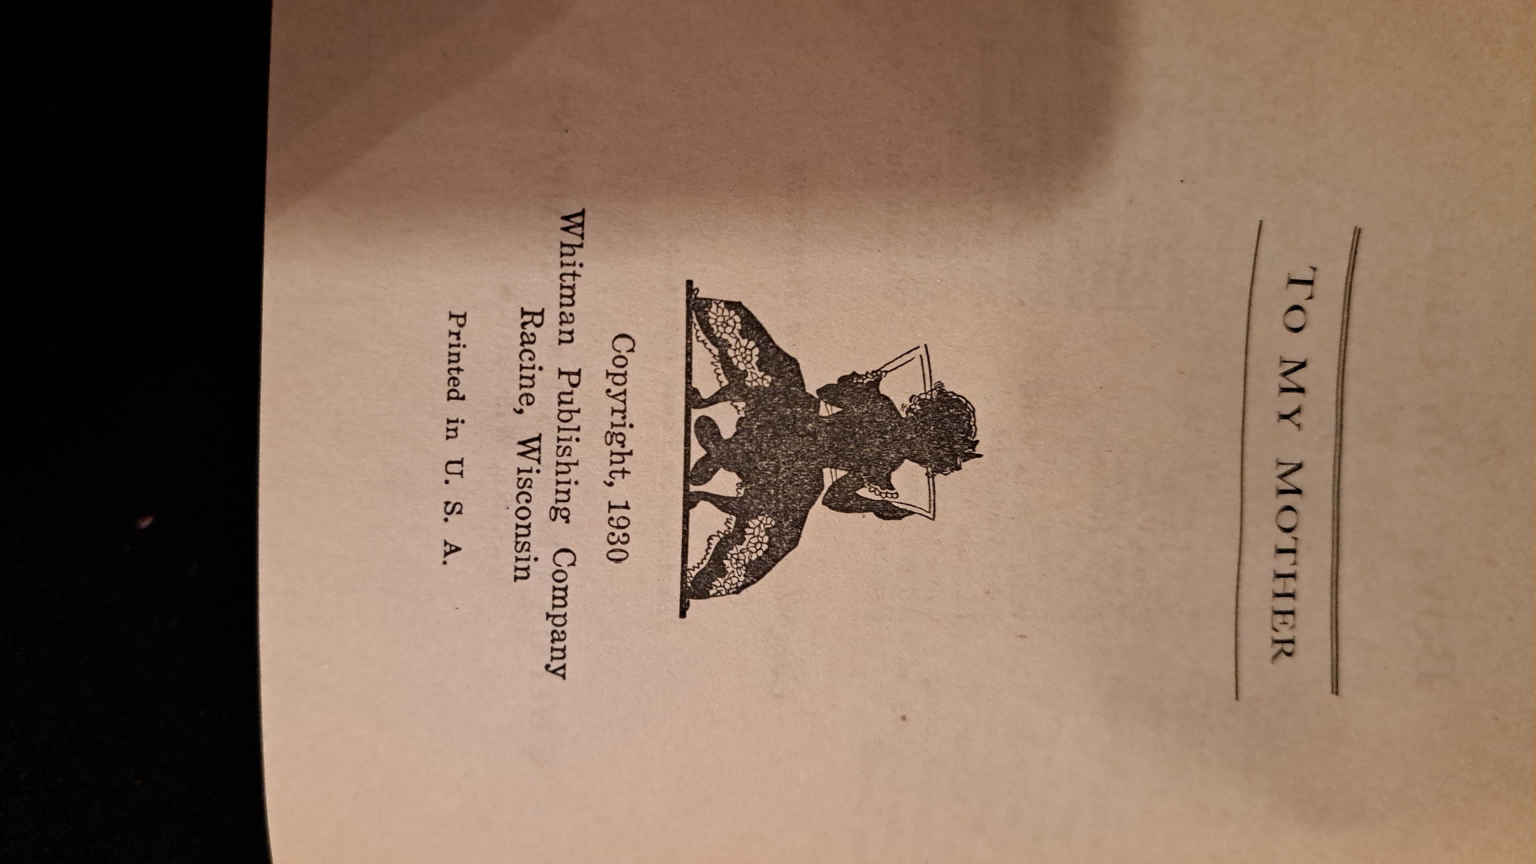 TO MY MOTHER
Copyright, 1930
Whitman Publishing Company
Racine, Wisconsin
Printed in U. S. A.